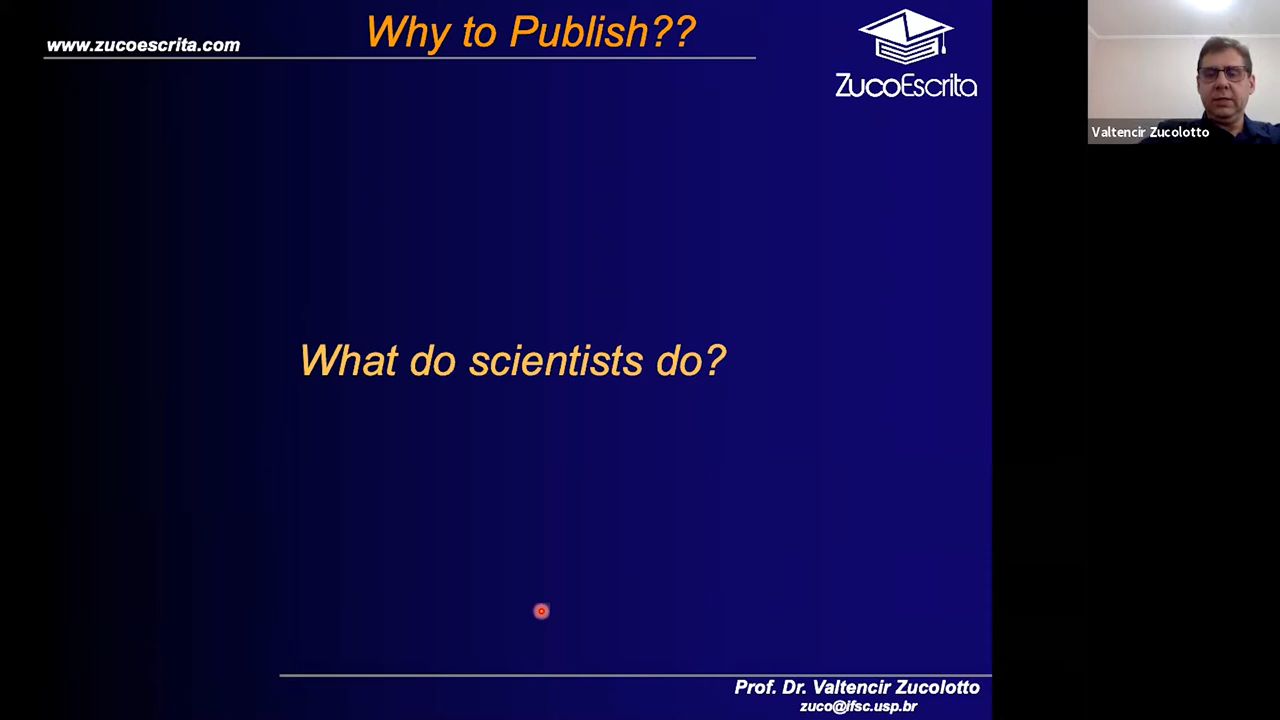 www.zucoescrita.com
Why to Publish??
ZucoEscrita
Valtencir Zucolotto
What do scientists do?
Prof. Dr. Valtencir Zucolotto
zuco@ifsc.usp.br